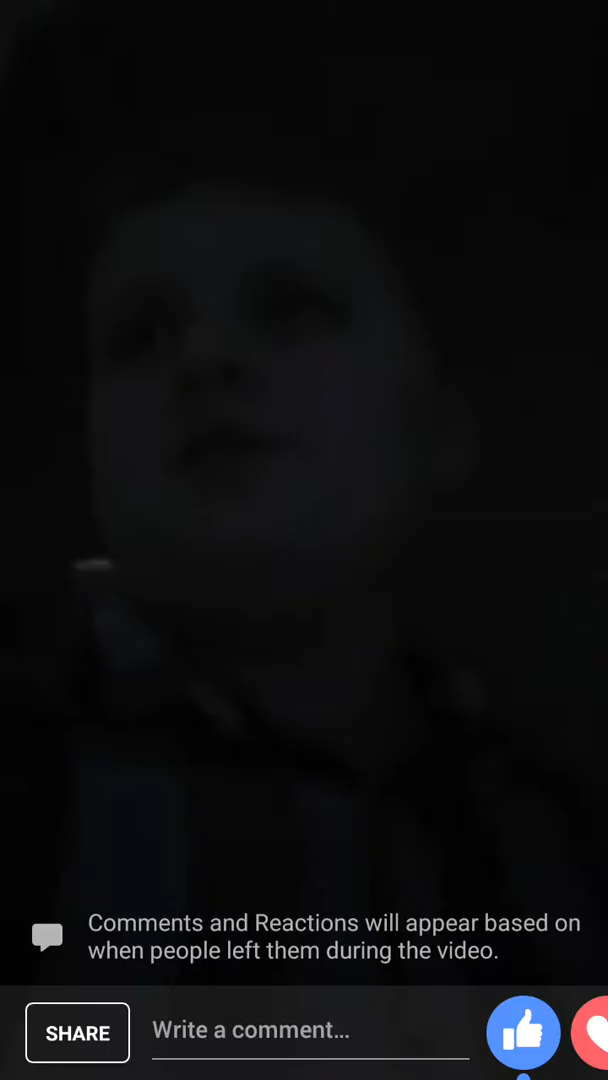 Comments and Reactions will appear based on
when people left them during the video.
SHARE
Write a comment...